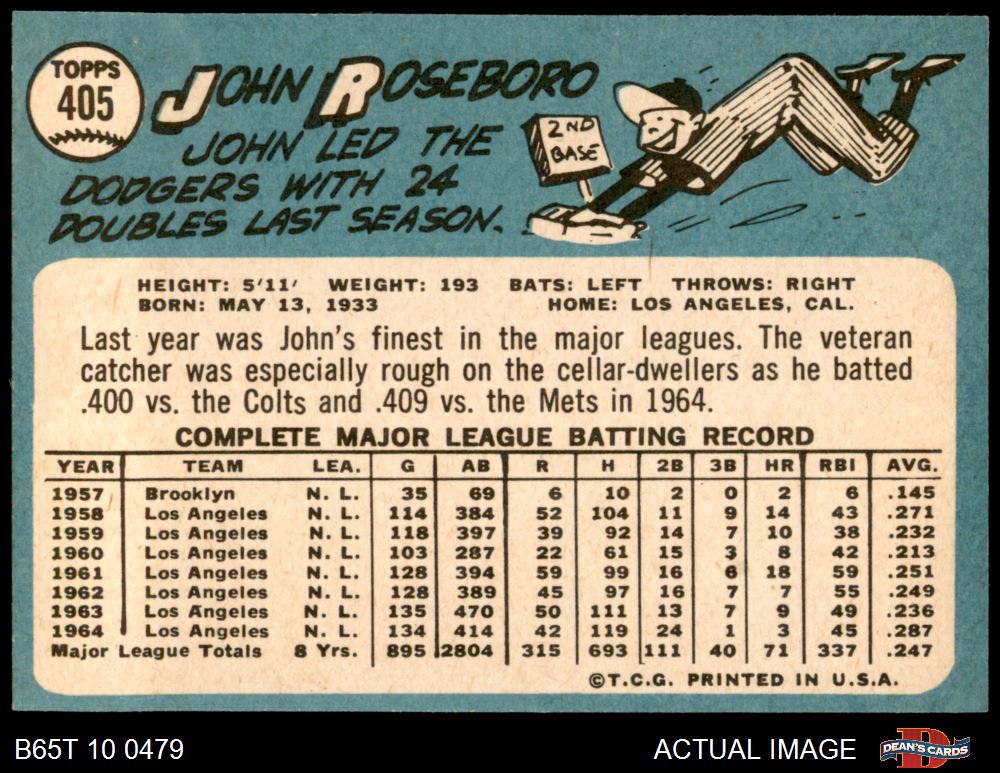 TOPPS
405
JOHN ROSEBORO
JOHN LED THE
DODGERS WITH 24
DOUBLES LAST SEASON.
2ND
BASE
HEIGHT: 5'11' WEIGHT: 193 BATS: LEFT THROWS: RIGHT
BORN: MAY 13, 1933 HOME: LOS ANGELES, CAL.
Last year was John's finest in the major leagues. The veteran
catcher was especially rough on the cellar-dwellers as he batted
.400 vs. the Colts and .409 vs. the Mets in 1964.
COMPLETE MAJOR LEAGUE BATTING RECORD
YEAR TEAM LEA. G AB R H 2B 3B HR RBI AVG.
1957 Brooklyn N. L. 35 69 6 10 2 0 2 6 .145
1958 Los Angeles N. L. 114 384 52 104 11 9 14 43 .271
1959 Los Angeles N. L. 118 397 39 92 14 7 10 38 .232
1960 Los Angeles N. L. 103 287 22 61 15 3 8 42 .213
1961 Los Angeles N. L. 128 394 59 99 16 6 18 59 .251
1962 Los Angeles N. L. 128 389 45 97 16 7 7 55 .249
1963 Los Angeles N. L. 135 470 50 111 13 7 9 49 .236
1964 Los Angeles N. L. 134 414 42 119 24 1 3 45 .287
Major League Totals 8 Yrs. 895 2804 315 693 111 40 71 337 .247
©T.C.G. PRINTED IN U.S.A.
B65T 10 0479 ACTUAL IMAGE DEAN'S CARDS